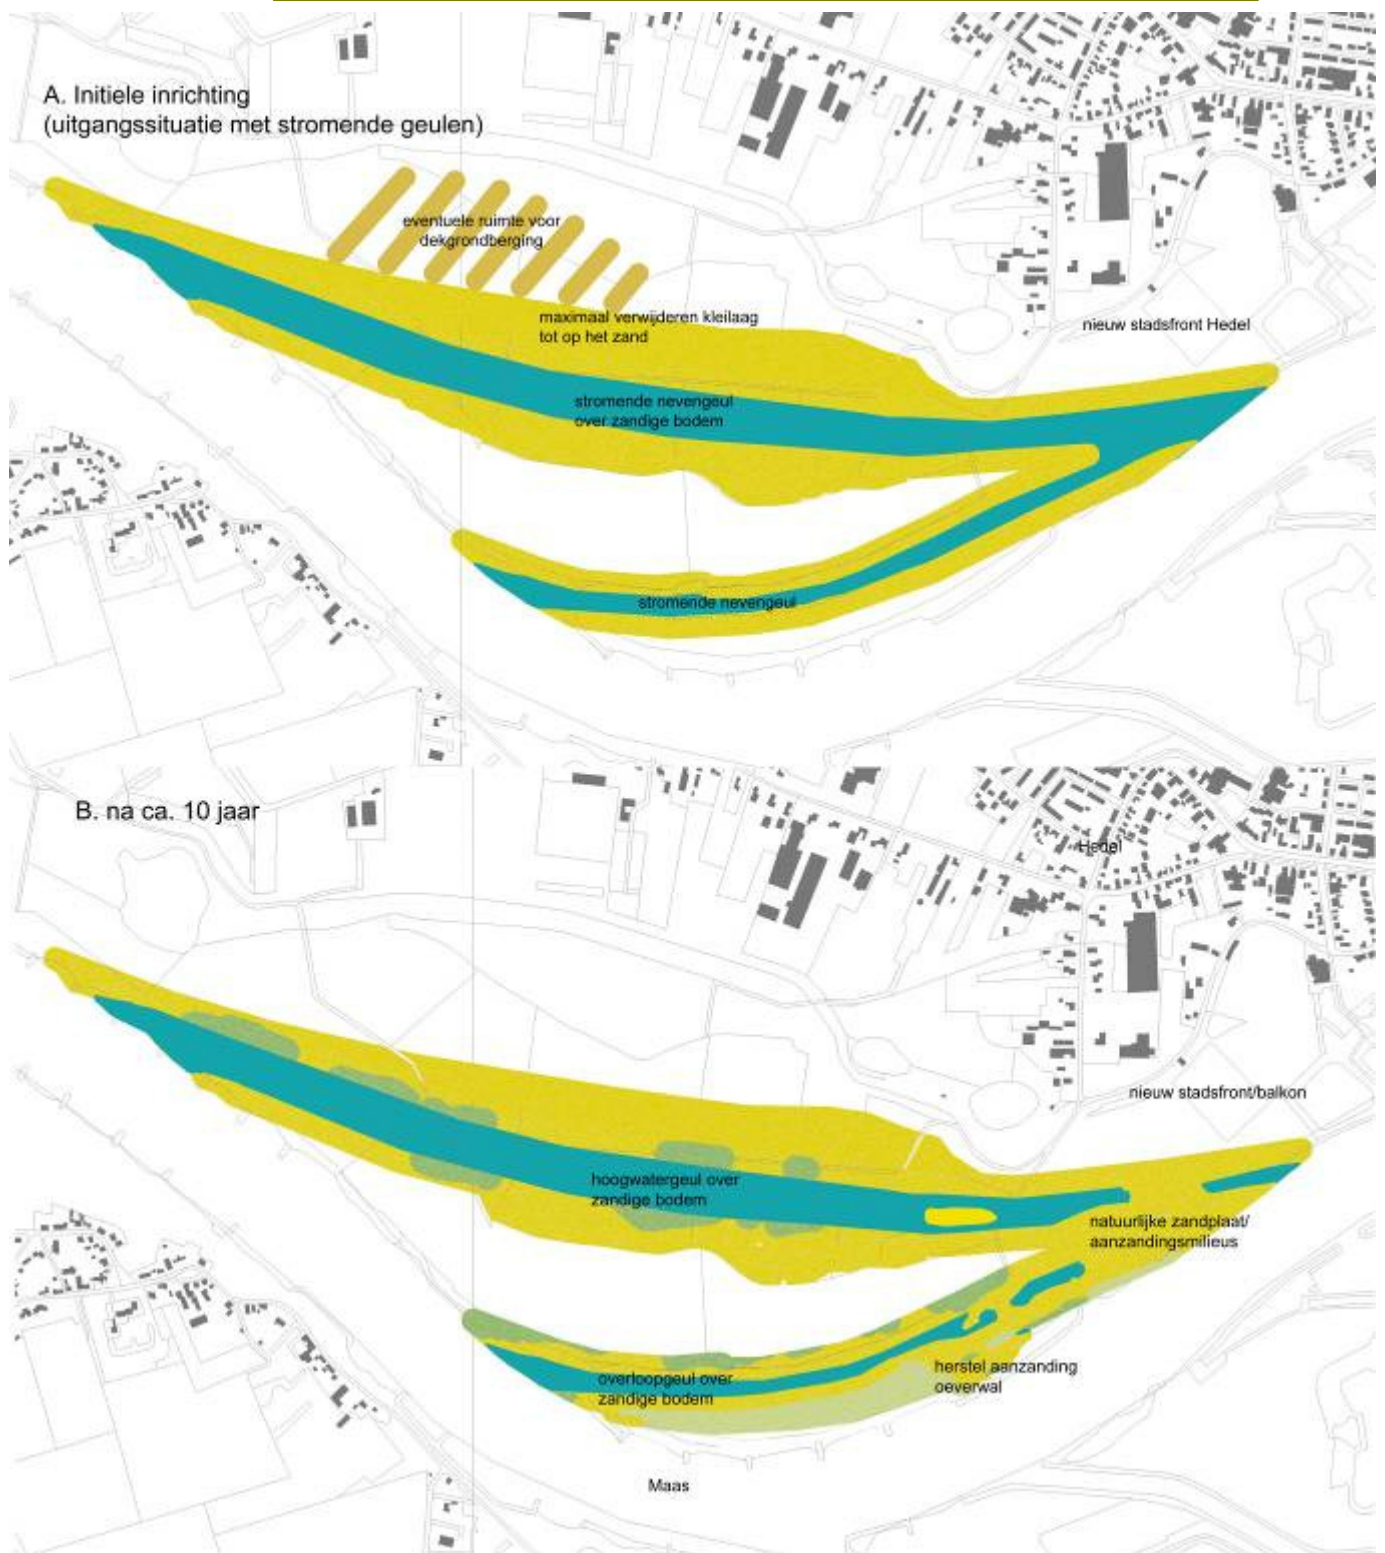 A. Initiele inrichting
(uitgangssituatie met stromende geulen)
eventuele ruimte voor
dekgrondberging
maximaal verwijderen kleilaag
tot op het zand
nieuw stadsfront Hedel
stromende nevengeul
over zandige bodem
stromende nevengeul
B. na ca. 10 jaar
Hedel
nieuw stadsfront/balkon
hoogwatergeul over
zandige bodem
natuurlijke zandplaat/
aanzandingsmilieus
herstel aanzanding
oeverwal
overloopgeul over
zandige bodem
Maas